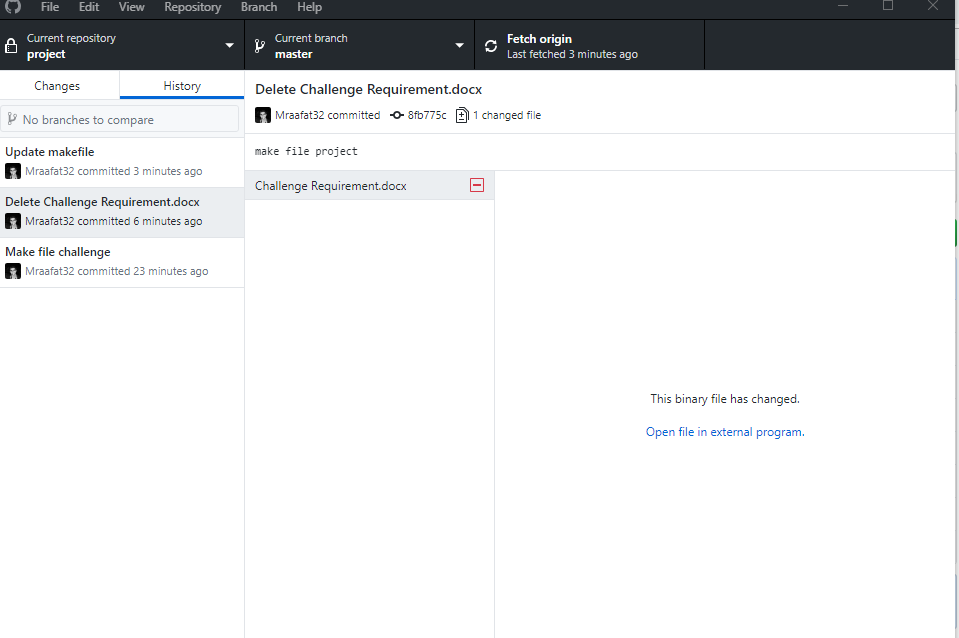 File Edit View Repository Branch Help
Current repository
project
Current branch
master
Fetch origin
Last fetched 3 minutes ago
Changes
History
No branches to compare
Update makefile
Mraafat32 committed 3 minutes ago
Delete Challenge Requirement.docx
Mraafat32 committed 6 minutes ago
Make file challenge
Mraafat32 committed 23 minutes ago
Delete Challenge Requirement.docx
Mraafat32 committed 8fb775c 1 changed file
make file project
Challenge Requirement.docx
This binary file has changed.
Open file in external program.